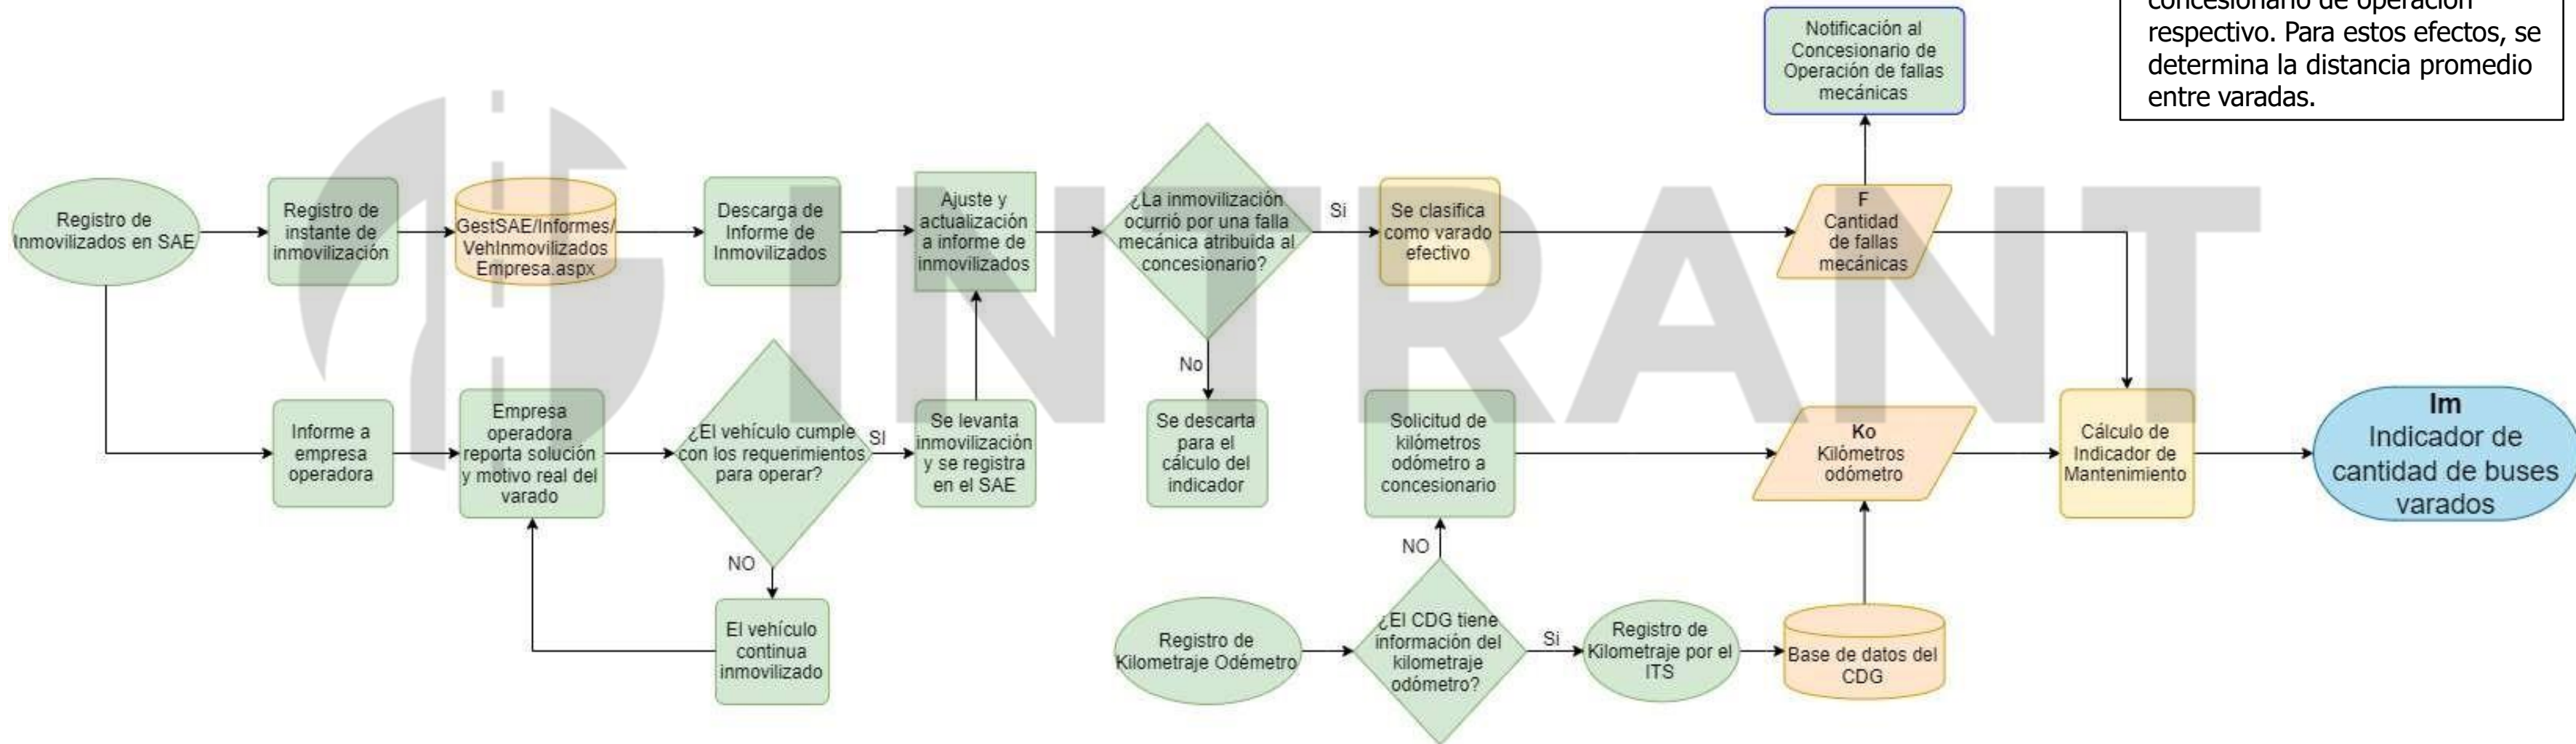 concesionario de operación
respectivo. Para estos efectos, se
determina la distancia promedio
entre varadas.
Notificación al
Concesionario de
Operación de fallas
mecánicas
INTRANT
Registro de
Inmovilizados en SAE
Registro de
instante de
inmovilización
GestSAE/Informes/
VehInmovilizados
Empresa.aspx
Descarga de
Informe de
Inmovilizados
Ajuste y
actualización
a informe de
inmovilizados
¿La inmovilización
ocurrió por una falla
mecánica atribuida al
concesionario?
Si
Se clasifica
como varado
efectivo
F
Cantidad
de fallas
mecánicas
No
Informe a
empresa
operadora
Empresa
operadora
reporta solución
y motivo real del
varado
¿El vehículo cumple
con los requerimientos
para operar?
SI
Se levanta
inmovilización
y se registra
en el SAE
Se descarta
para el
cálculo del
indicador
Solicitud de
kilómetros
odómetro a
concesionario
Ko
Kilómetros
odómetro
Cálculo de
Indicador de
Mantenimiento
Im
Indicador de
cantidad de buses
varados
NO
NO
El vehículo
continua
inmovilizado
Registro de
Kilometraje Odémetro
¿El CDG tiene
información del
kilometraje
odómetro?
Si
Registro de
Kilometraje por el
ITS
Base de datos del
CDG